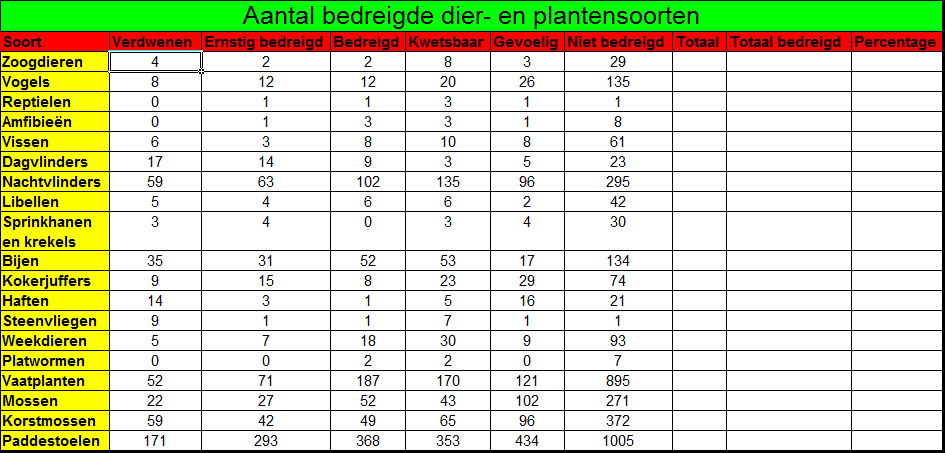 Aantal bedreigde dier- en plantensoorten
Soort Verdwenen Ernstig bedreigd Bedreigd Kwetsbaar Gevoelig Niet bedreigd Totaal Totaal bedreigd Percentage
Zoogdieren 4 2 2 8 3 29
Vogels 8 12 12 20 26 135
Reptielen 0 1 1 3 1 1
Amfibieën 0 1 3 3 1 8
Vissen 6 3 8 10 8 61
Dagvlinders 17 14 9 3 5 23
Nachtvlinders 59 63 102 135 96 295
Libellen 5 4 6 6 2 42
Sprinkhanen 3 4 0 3 4 30
en krekels
Bijen 35 31 52 53 17 134
Kokerjuffers 9 15 8 23 29 74
Haften 14 3 1 5 16 21
Steenvliegen 9 1 1 7 1 1
Weekdieren 5 7 18 30 9 93
Platwormen 0 0 2 2 0 7
Vaatplanten 52 71 187 170 121 895
Mossen 22 27 52 43 102 271
Korstmossen 59 42 49 65 96 372
Paddestoelen 171 293 368 353 434 1005